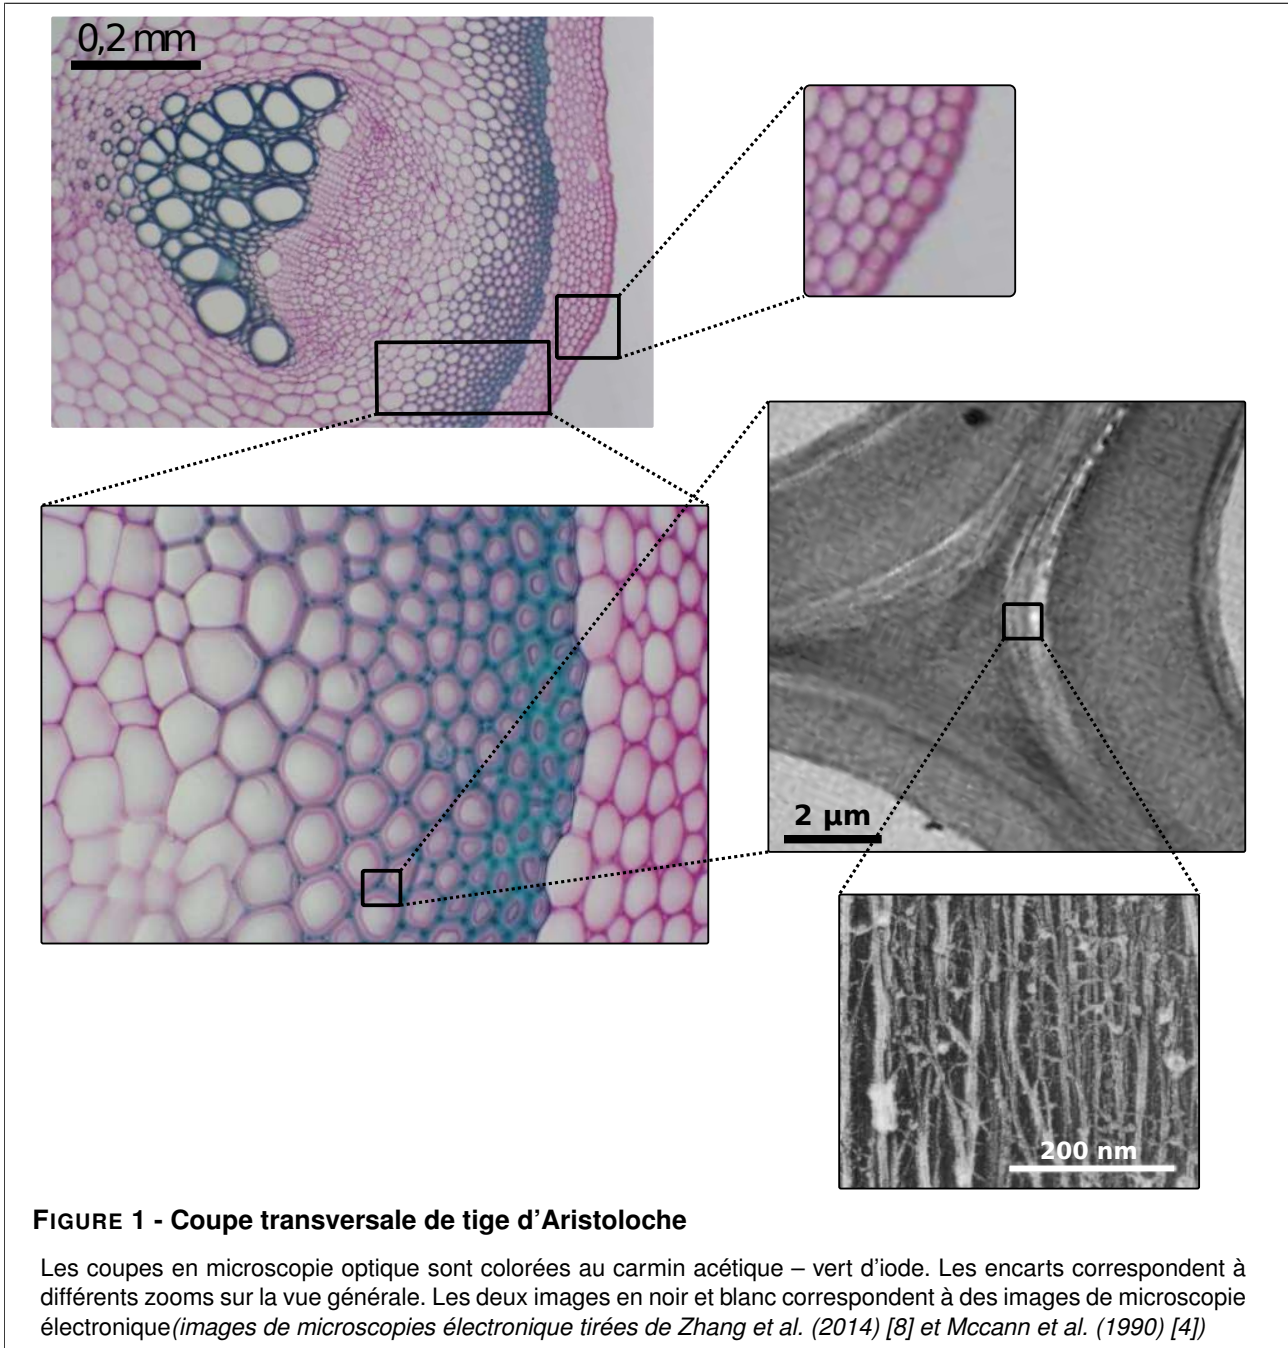 0,2 mm
2 µm
200 nm
FIGURE 1 - Coupe transversale de tige d'Aristoloche
Les coupes en microscopie optique sont colorées au carmin acétique – vert d'iode. Les encarts correspondent à
différents zooms sur la vue générale. Les deux images en noir et blanc correspondent à des images de microscopie
électronique(images de microscopies électronique tirées de Zhang et al. (2014) [8] et Mccann et al. (1990) [4])